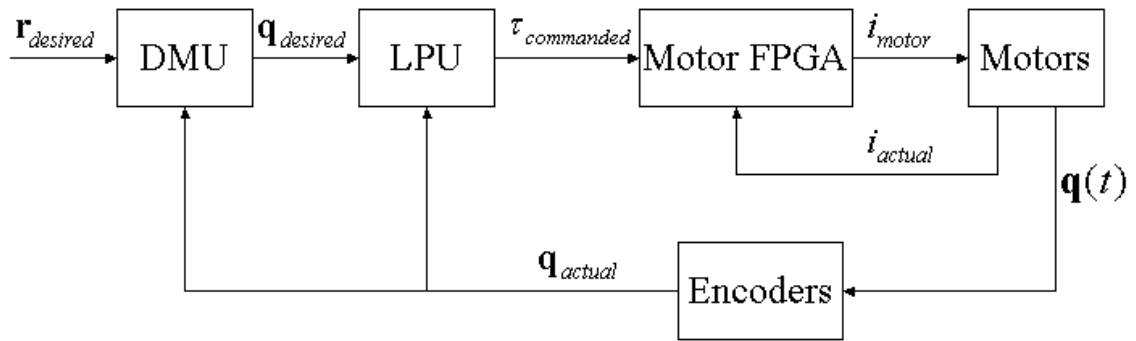 r_desired
q_desired
τ_commanded
i_motor
DMU
LPU
Motor FPGA
Motors
i_actual
q(t)
q_actual
Encoders